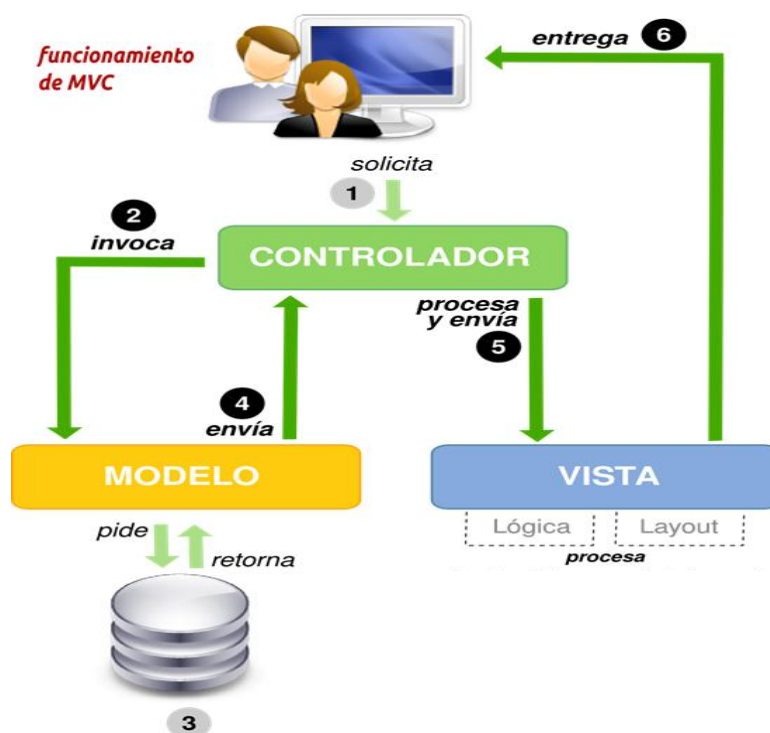 funcionamiento
de MVC
entrega 6
solicita
1
2
invoca
CONTROLADOR
procesa
y envía
5
4
envía
MODELO
VISTA
Lógica
Layout
procesa
pide
retorna
3